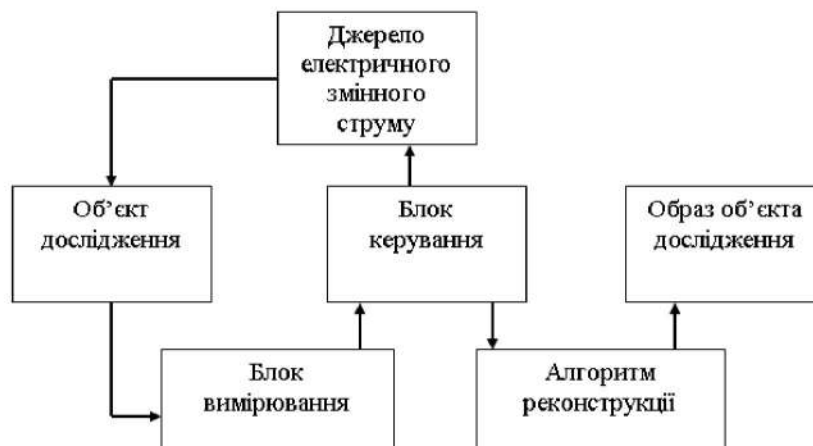 Джерело
електричного
змінного
струму
Об’єкт
дослідження
Блок
керування
Образ об’єкта
дослідження
Блок
вимірювання
Алгоритм
реконструкції